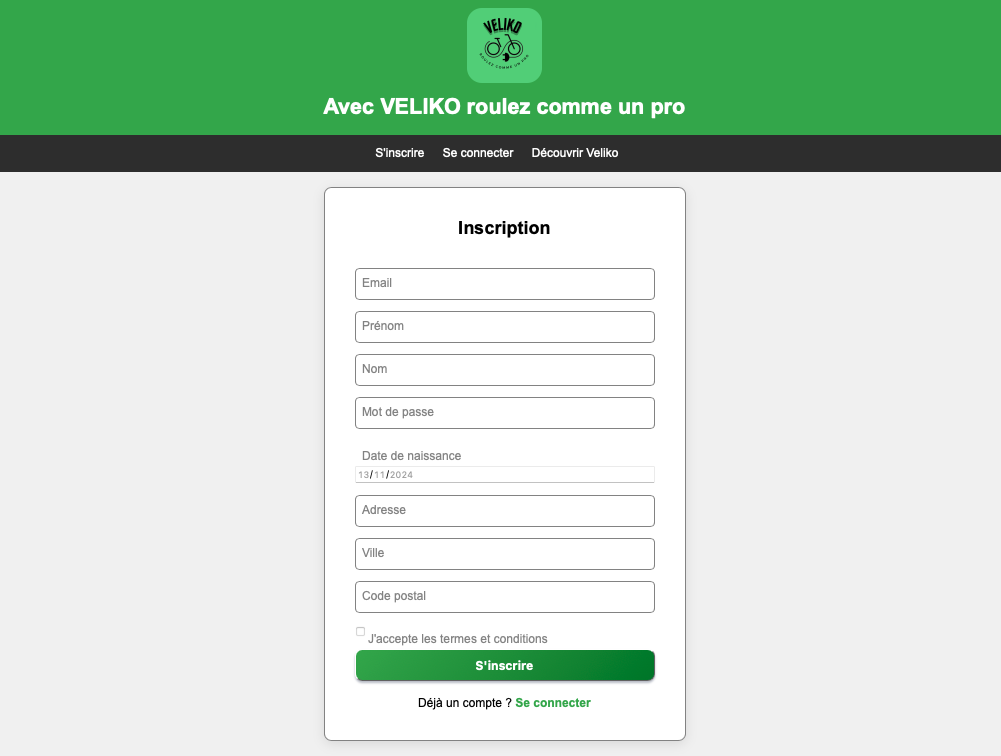 VELIKO
ROULEZ COMME UN PRO
Avec VELIKO roulez comme un pro
S'inscrire Se connecter Découvrir Veliko
Inscription
Email
Prénom
Nom
Mot de passe
Date de naissance
13/11/2024
Adresse
Ville
Code postal
J'accepte les termes et conditions
S'inscrire
Déjà un compte ? Se connecter